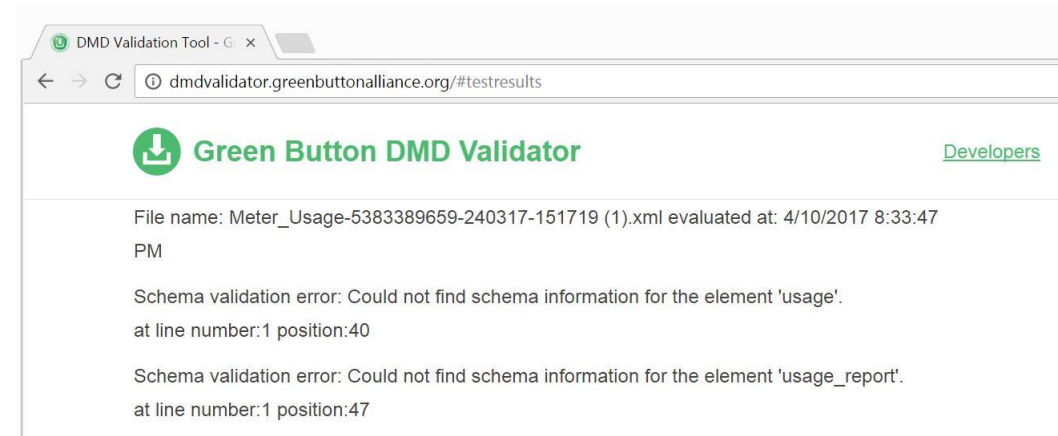 DMD Validation Tool - G
dmdvalidator.greenbuttonalliance.org/#testresults
Green Button DMD Validator
Developers
File name: Meter_Usage-5383389659-240317-151719 (1).xml evaluated at: 4/10/2017 8:33:47
PM
Schema validation error: Could not find schema information for the element 'usage'.
at line number:1 position:40
Schema validation error: Could not find schema information for the element 'usage_report'.
at line number:1 position:47